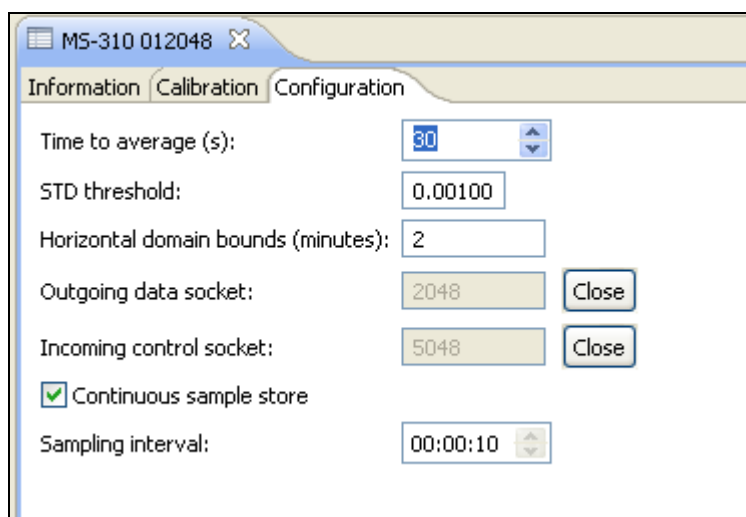 MS-310 012048
Information Calibration Configuration
Time to average (s): 30
STD threshold: 0.00100
Horizontal domain bounds (minutes): 2
Outgoing data socket: 2048 Close
Incoming control socket: 5048 Close
Continuous sample store
Sampling interval: 00:00:10